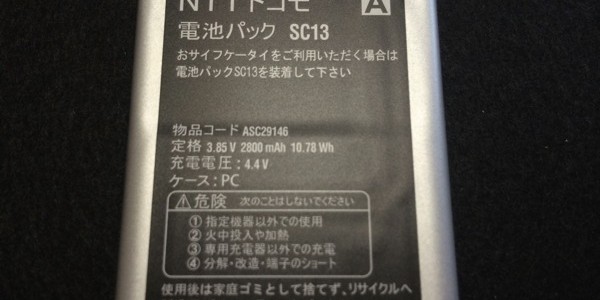 NTTドコモ A
電池パック SC13
おサイフケータイをご利用いただく場合は
電池パックSC13を装着して下さい
物品コード ASC29146
定格 3.85 V 2800 mAh 10.78 Wh
充電電圧：4.4 V
ケース：PC
⚠危険 次のことはしないでください
① 指定機器以外での使用
② 火中投入や加熱
③ 専用充電器以外での充電
④ 分解・改造・端子のショート
使用後は家庭ゴミとして捨てず、リサイクルへ